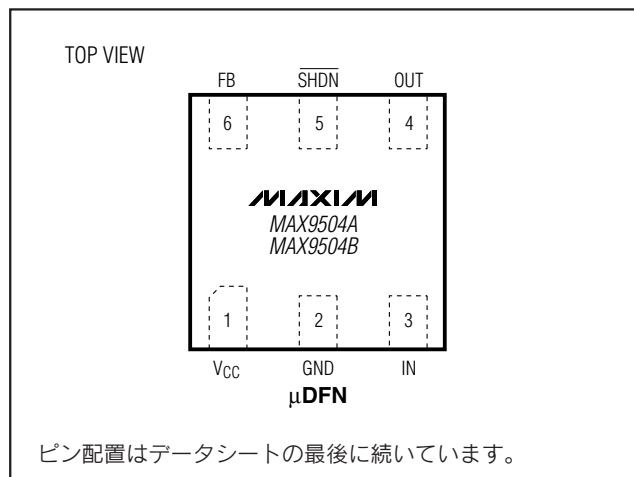 TOP VIEW
FB SHDN OUT
6 5 4
MAXIM
MAX9504A
MAX9504B
1 2 3
VCC GND IN
µDFN
ピン配置はデータシートの最後に続いています。